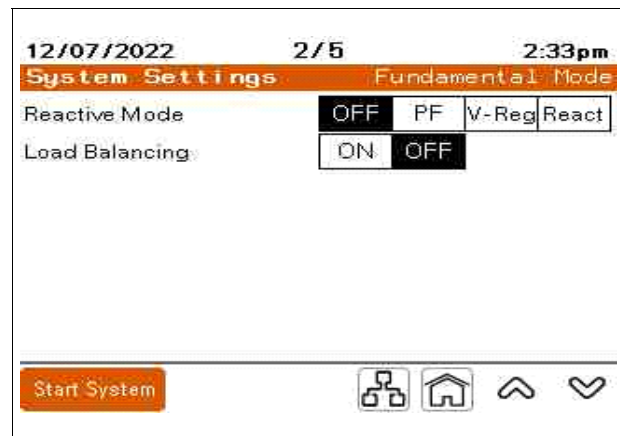 12/07/2022 2/5 2:33pm
System Settings Fundamental Mode
Reactive Mode OFF PF V-Reg React
Load Balancing ON OFF
Start System